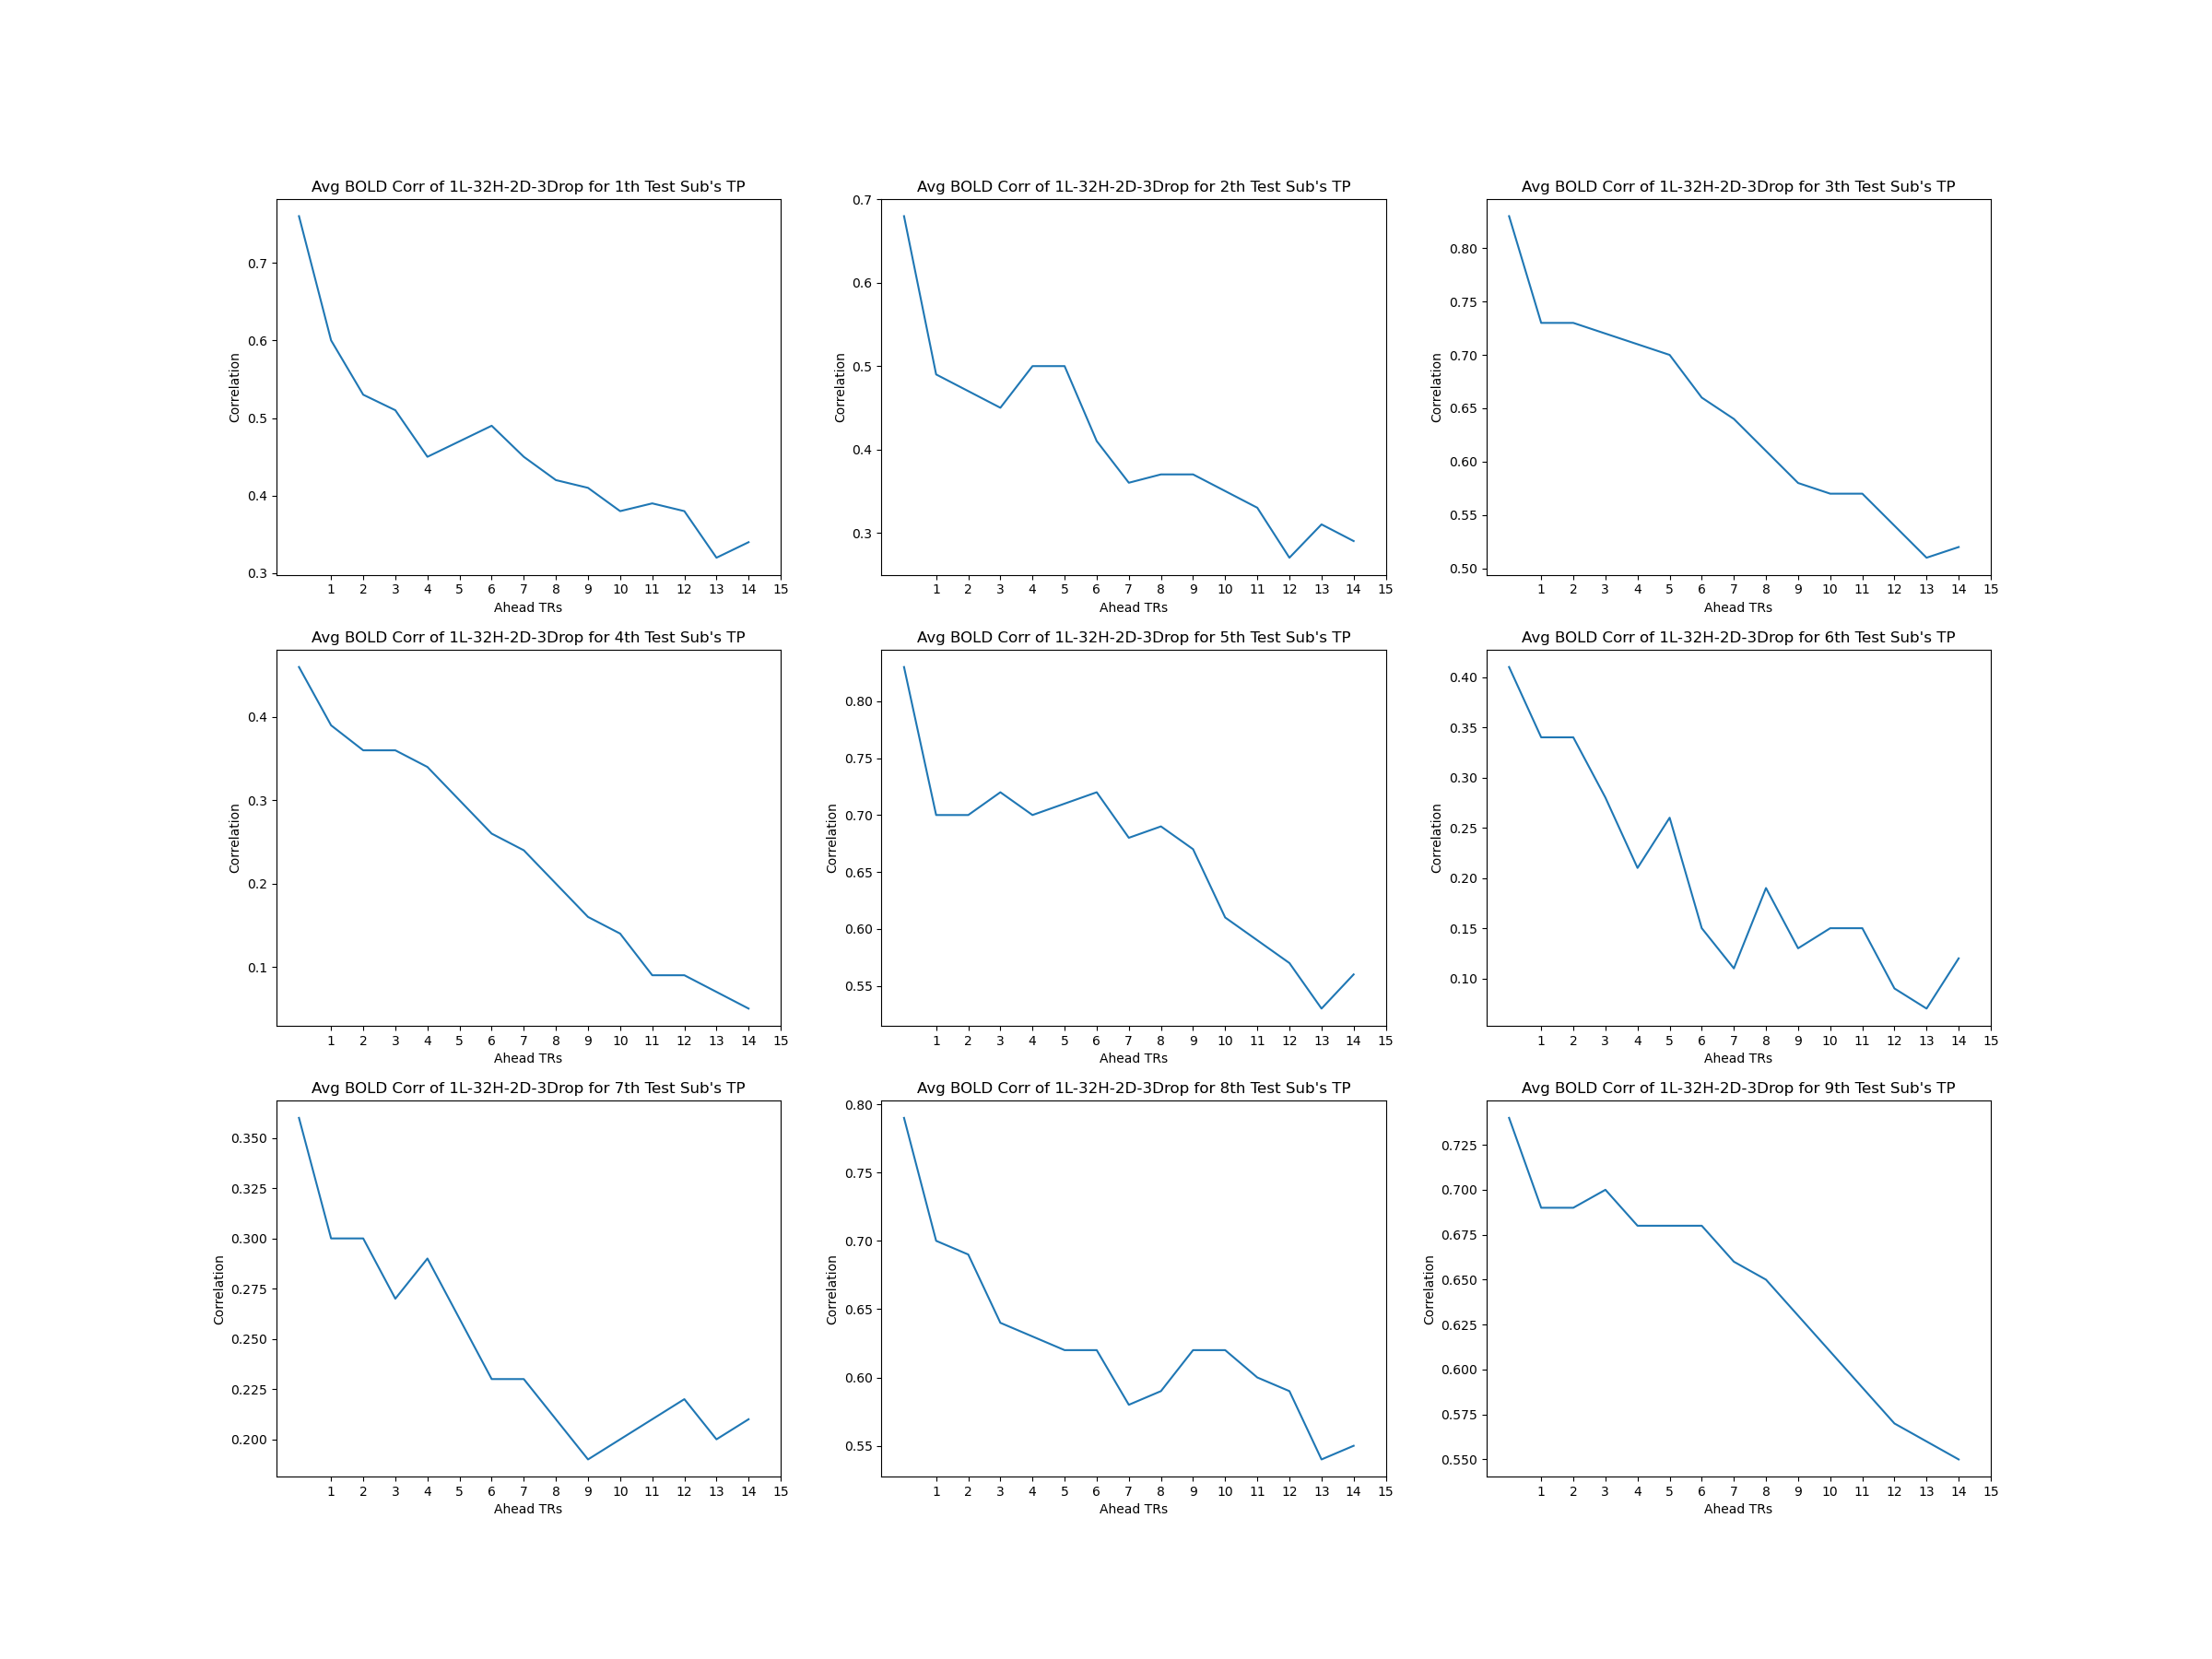 Avg BOLD Corr of 1L-32H-2D-3Drop for 1th Test Sub's TP
Correlation
0.7
0.6
0.5
0.4
0.3
1 2 3 4 5 6 7 8 9 10 11 12 13 14 15
Ahead TRs
Avg BOLD Corr of 1L-32H-2D-3Drop for 2th Test Sub's TP
Correlation
0.7
0.6
0.5
0.4
0.3
1 2 3 4 5 6 7 8 9 10 11 12 13 14 15
Ahead TRs
Avg BOLD Corr of 1L-32H-2D-3Drop for 3th Test Sub's TP
Correlation
0.80
0.75
0.70
0.65
0.60
0.55
0.50
1 2 3 4 5 6 7 8 9 10 11 12 13 14 15
Ahead TRs
Avg BOLD Corr of 1L-32H-2D-3Drop for 4th Test Sub's TP
Correlation
0.4
0.3
0.2
0.1
1 2 3 4 5 6 7 8 9 10 11 12 13 14 15
Ahead TRs
Avg BOLD Corr of 1L-32H-2D-3Drop for 5th Test Sub's TP
Correlation
0.80
0.75
0.70
0.65
0.60
0.55
1 2 3 4 5 6 7 8 9 10 11 12 13 14 15
Ahead TRs
Avg BOLD Corr of 1L-32H-2D-3Drop for 6th Test Sub's TP
Correlation
0.40
0.35
0.30
0.25
0.20
0.15
0.10
1 2 3 4 5 6 7 8 9 10 11 12 13 14 15
Ahead TRs
Avg BOLD Corr of 1L-32H-2D-3Drop for 7th Test Sub's TP
Correlation
0.350
0.325
0.300
0.275
0.250
0.225
0.200
1 2 3 4 5 6 7 8 9 10 11 12 13 14 15
Ahead TRs
Avg BOLD Corr of 1L-32H-2D-3Drop for 8th Test Sub's TP
Correlation
0.80
0.75
0.70
0.65
0.60
0.55
1 2 3 4 5 6 7 8 9 10 11 12 13 14 15
Ahead TRs
Avg BOLD Corr of 1L-32H-2D-3Drop for 9th Test Sub's TP
Correlation
0.725
0.700
0.675
0.650
0.625
0.600
0.575
0.550
1 2 3 4 5 6 7 8 9 10 11 12 13 14 15
Ahead TRs